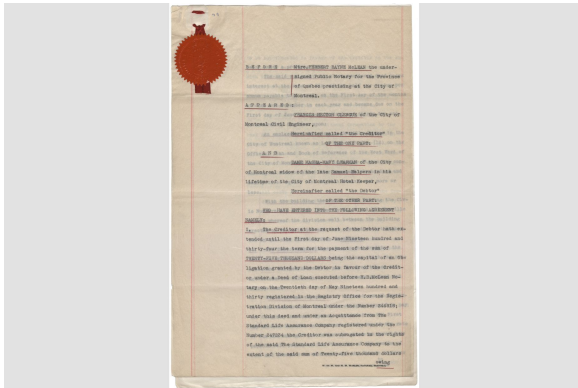 BEFORE Mtre. KENNETH the under-
signed Public Notary for the Province
of Quebec practising at the City of
Montreal.
APPEARED:
of the City of
Montreal Civil Engineer,
Hereinafter called "the Creditor"
OF THE ONE PART:
AND
of the City
of Montreal widow of the late in his
lifetime of the City of Montreal Hotel Keeper,
Hereinafter called "the Debtor"
OF THE OTHER PART:
WHO HAVE ENTERED INTO THE FOLLOWING AGREEMENT
NAMELY:
1. The Creditor at the request of the Debtor hath ex-
tended until the first day of June Nineteen hundred and
thirty-four the term for the payment of the sum of
TWENTY-FIVE THOUSAND DOLLARS being the capital of an Ob-
ligation granted by the Debtor in favour of the Credit-
or under a Deed of Loan executed before McLean No-
tary on the Twentieth day of May Nineteen hundred and
thirty registered in the Registry Office for the Regis-
tration Division of Montreal under the Number
under this deed and under an Acquittance from The
Standard Life Assurance Company registered under the
Number the Creditor was subrogated in the rights
of the said The Standard Life Assurance Company to the
extent of the said sum of Twenty-five thousand dollars
being